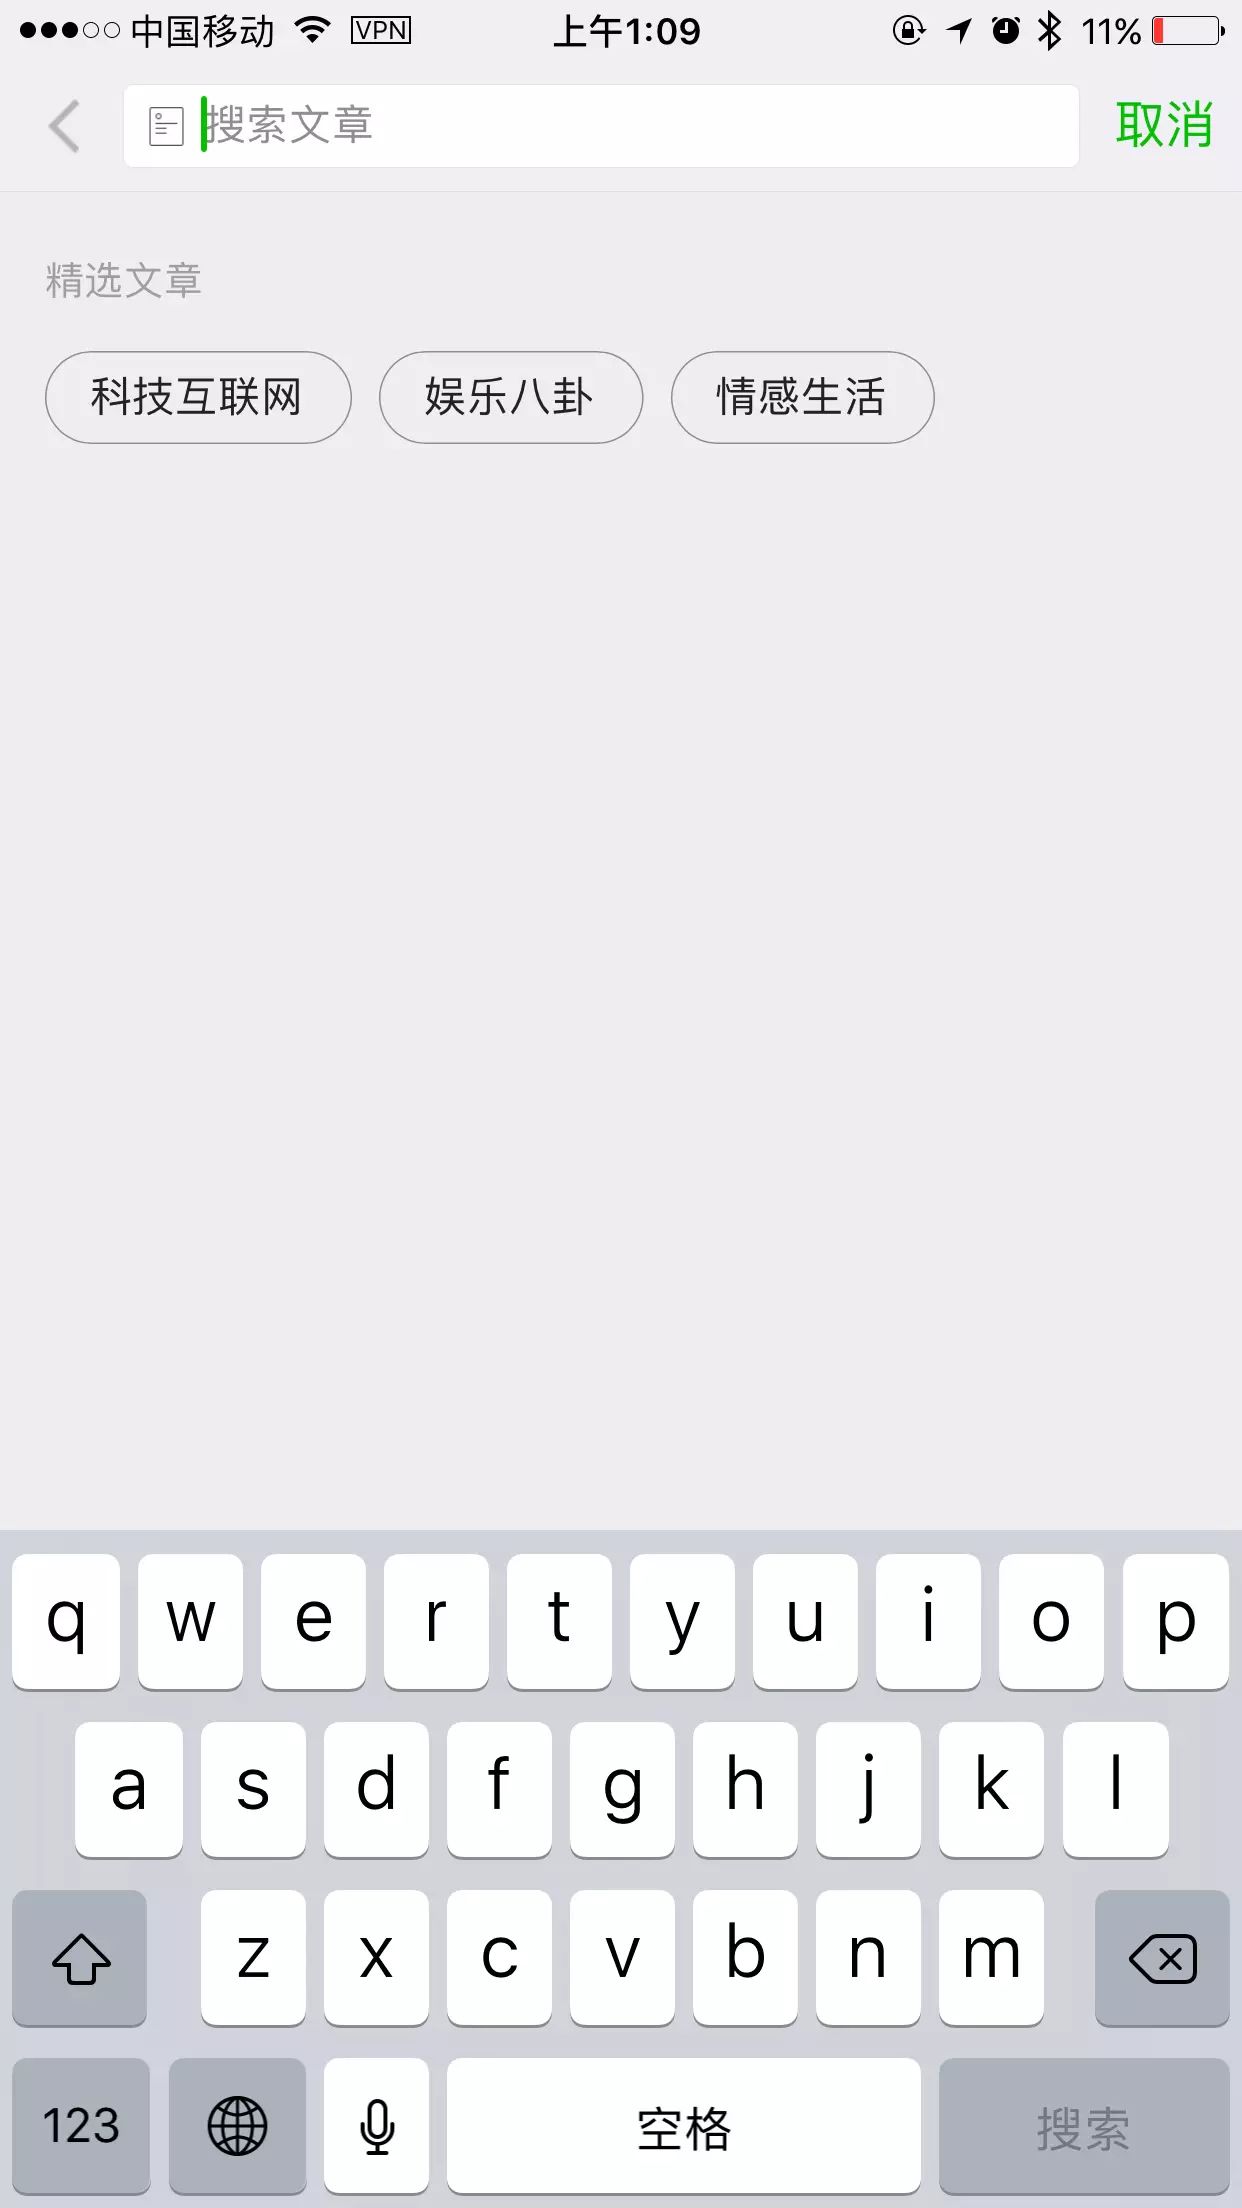 中国移动 VPN 上午1:09 11%
搜索文章 取消
精选文章
科技互联网 娱乐八卦 情感生活
q w e r t y u i o p
a s d f g h j k l
z x c v b n m
123 空格 搜索